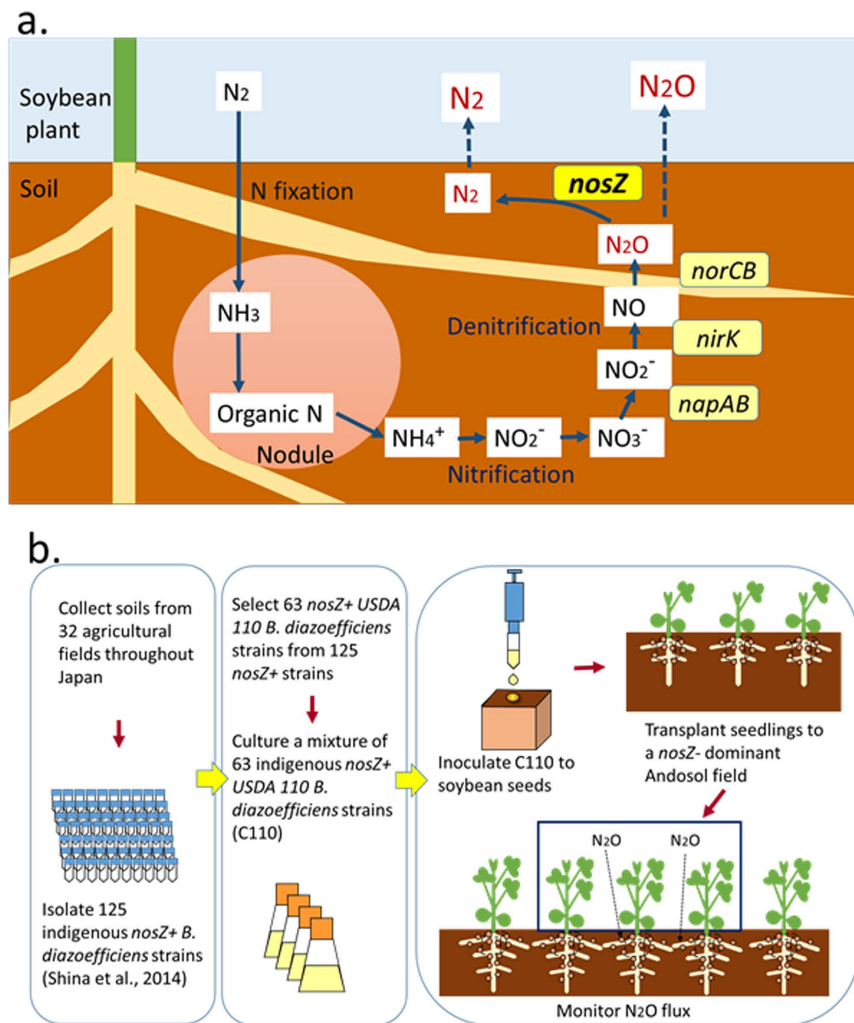 a.
Soybean
plant
N2
N2
N2O
Soil
N fixation
N2
nosZ
N2O
norCB
NH3
NO
Denitrification
nirK
NO2-
Organic N
napAB
Nodule
NH4+
NO2-
NO3-
Nitrification
b.
Collect soils from
32 agricultural
fields throughout
Japan
Isolate 125
indigenous nosZ+ B.
diazoefficiens strains
(Shina et al., 2014)
Select 63 nosZ+ USDA
110 B. diazoefficiens
strains from 125
nosZ+ strains
Culture a mixture of
63 indigenous nosZ+
USDA 110 B.
diazoefficiens strains
(C110)
Inoculate C110 to
soybean seeds
Transplant seedlings to
a nosZ- dominant
Andosol field
N2O
N2O
Monitor N2O flux